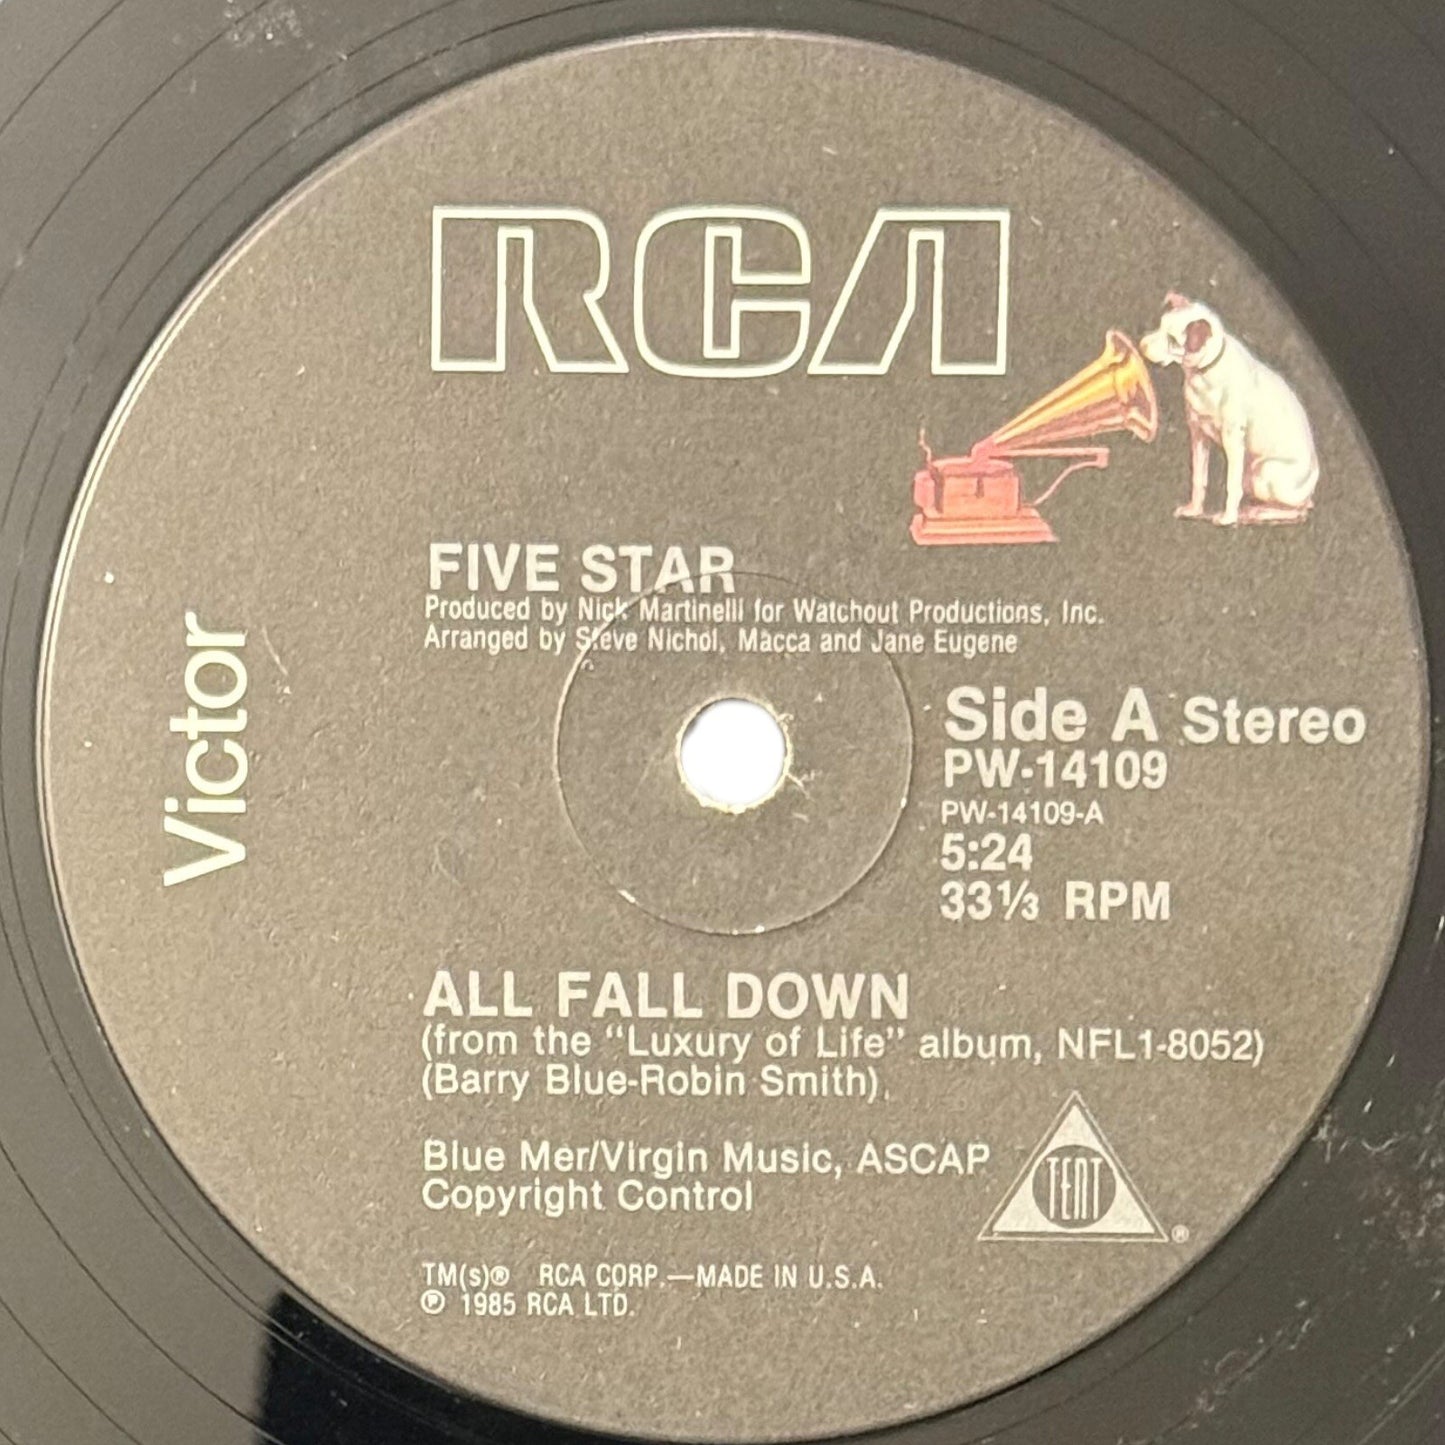 RCA
FIVE STAR
Produced by Nick Martinelli for Watchout Productions, Inc.
Arranged by Steve Nichol, Macca and Jane Eugene
Victor
Side A Stereo
PW-14109
PW-14109-A
5:24
33⅓ RPM
ALL FALL DOWN
(from the "Luxury of Life" album, NFL1-8052)
(Barry Blue-Robin Smith)
Blue Mer/Virgin Music, ASCAP
Copyright Control
TENT ®
TM(s)® RCA CORP.—MADE IN U.S.A.
℗ 1985 RCA LTD.